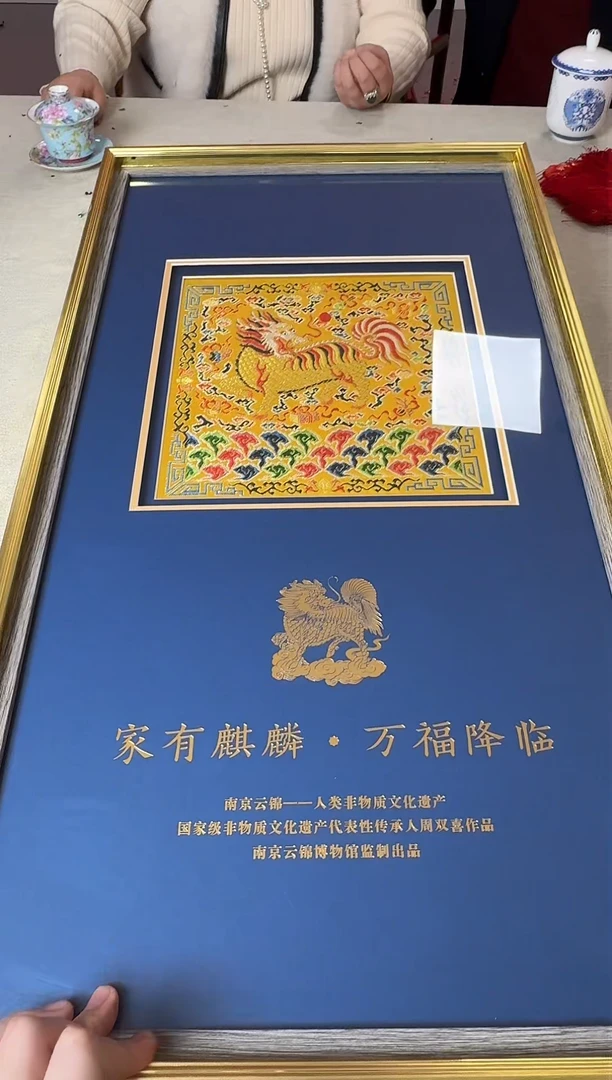 家有麒麟·万福降临
南京云锦——人类非物质文化遗产
国家级非物质文化遗产代表性传承人周双喜作品
南京云锦博物馆监制出品